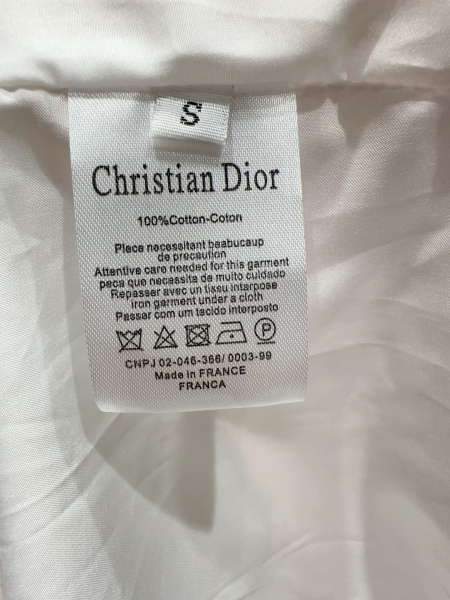 S
Christian Dior
100%Cotton-Coton
Piece necessitant beabucaup
de precaution
Attentive care needed for this garment
peca que necessita de muito cuidado
Repasser avec un tissu interpose
iron garment under a cloth
Passar com um tacido interposto
P
CNPJ 02-046-366/ 0003-99
Made in FRANCE
FRANCA